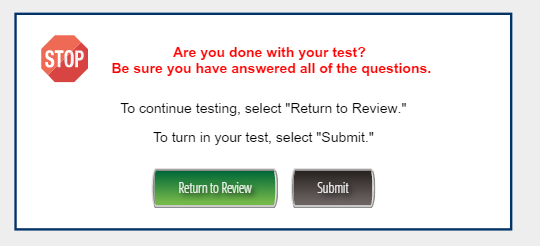 STOP
Are you done with your test?
Be sure you have answered all of the questions.
To continue testing, select "Return to Review."
To turn in your test, select "Submit."
Return to Review
Submit